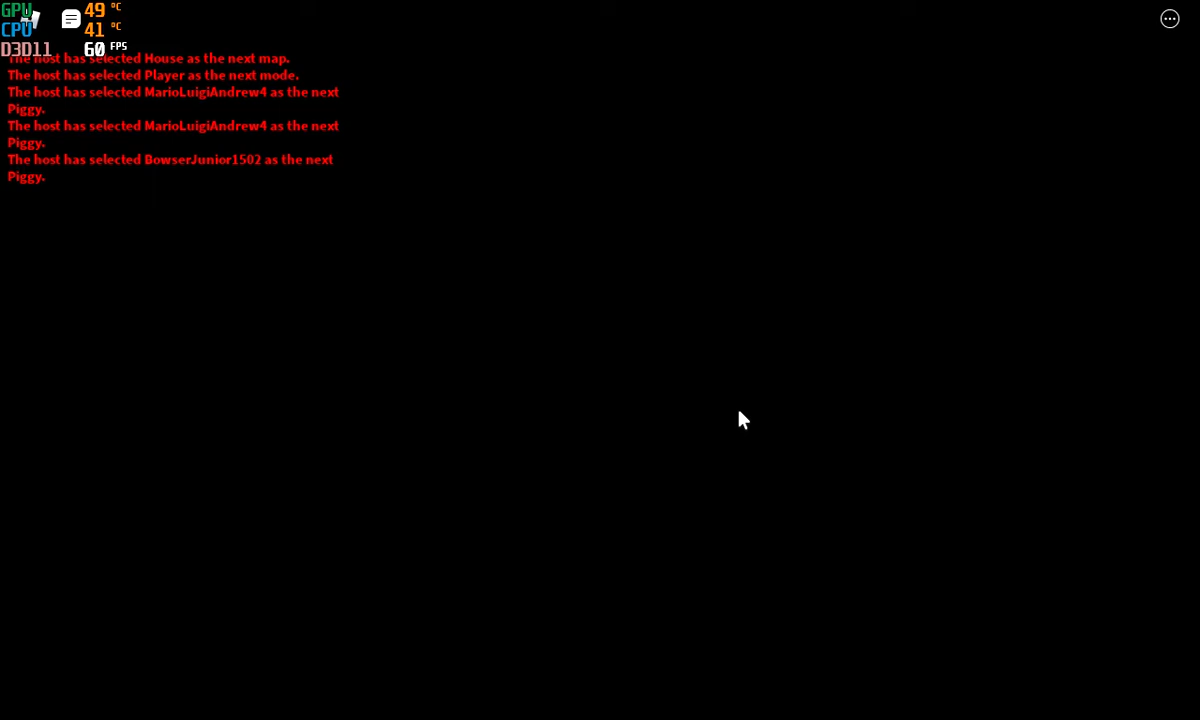 GPU 49 °C
CPU 41 °C
D3D11 60 FPS
The host has selected House as the next map.
The host has selected Player as the next mode.
The host has selected MarioLuigiAndrew4 as the next
Piggy.
The host has selected MarioLuigiAndrew4 as the next
Piggy.
The host has selected BowserJunior1502 as the next
Piggy.